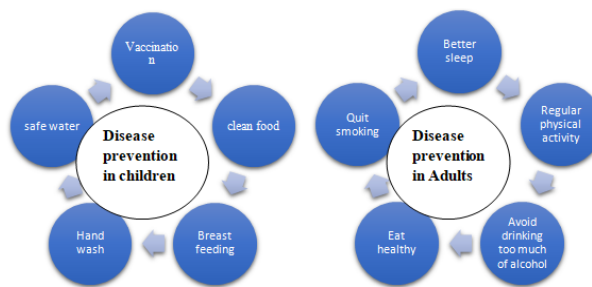 Vaccinatio
n
clean food
Breast
feeding
Hand
wash
safe water
Disease
prevention
in children
Better
sleep
Regular
physical
activity
Avoid
drinking
too much
of alcohol
Eat
healthy
Quit
smoking
Disease
prevention
in Adults